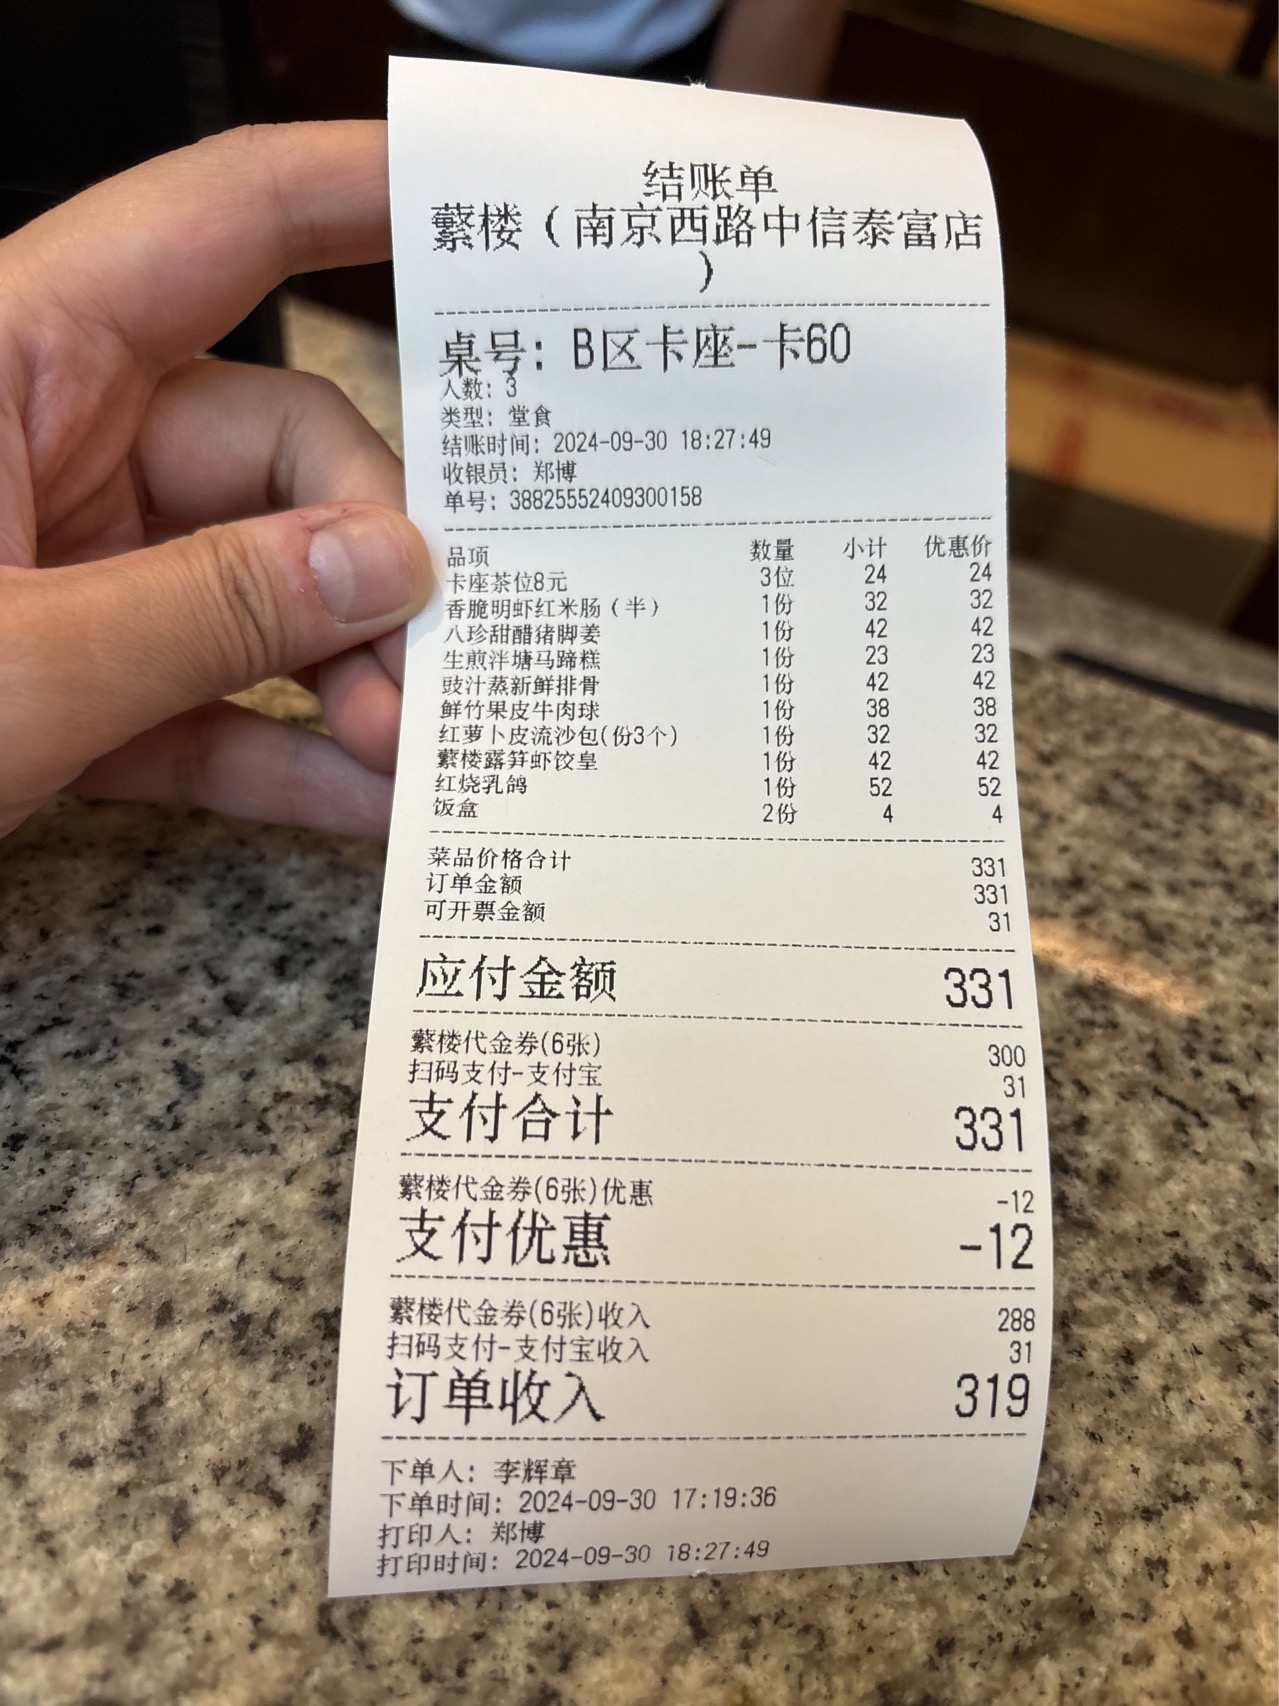 结账单
蘩楼（南京西路中信泰富店
）
桌号：B区卡座-卡60
人数：3
类型：堂食
结账时间：2024-09-30 18:27:49
收银员：郑博
单号：38825552409300158
品项 数量 小计 优惠价
卡座茶位8元 3位 24 24
香脆明虾红米肠（半） 1份 32 32
八珍甜醋猪脚姜 1份 42 42
生煎泮塘马蹄糕 1份 23 23
豉汁蒸新鲜排骨 1份 42 42
鲜竹果皮牛肉球 1份 38 38
红萝卜皮流沙包(份3个) 1份 32 32
蘩楼露笋虾饺皇 1份 42 42
红烧乳鸽 1份 52 52
饭盒 2份 4 4
菜品价格合计 331
订单金额 331
可开票金额 31
应付金额 331
蘩楼代金券(6张) 300
扫码支付-支付宝 31
支付合计 331
蘩楼代金券(6张)优惠 -12
支付优惠 -12
蘩楼代金券(6张)收入 288
扫码支付-支付宝收入 31
订单收入 319
下单人：李辉章
下单时间：2024-09-30 17:19:36
打印人：郑博
打印时间：2024-09-30 18:27:49